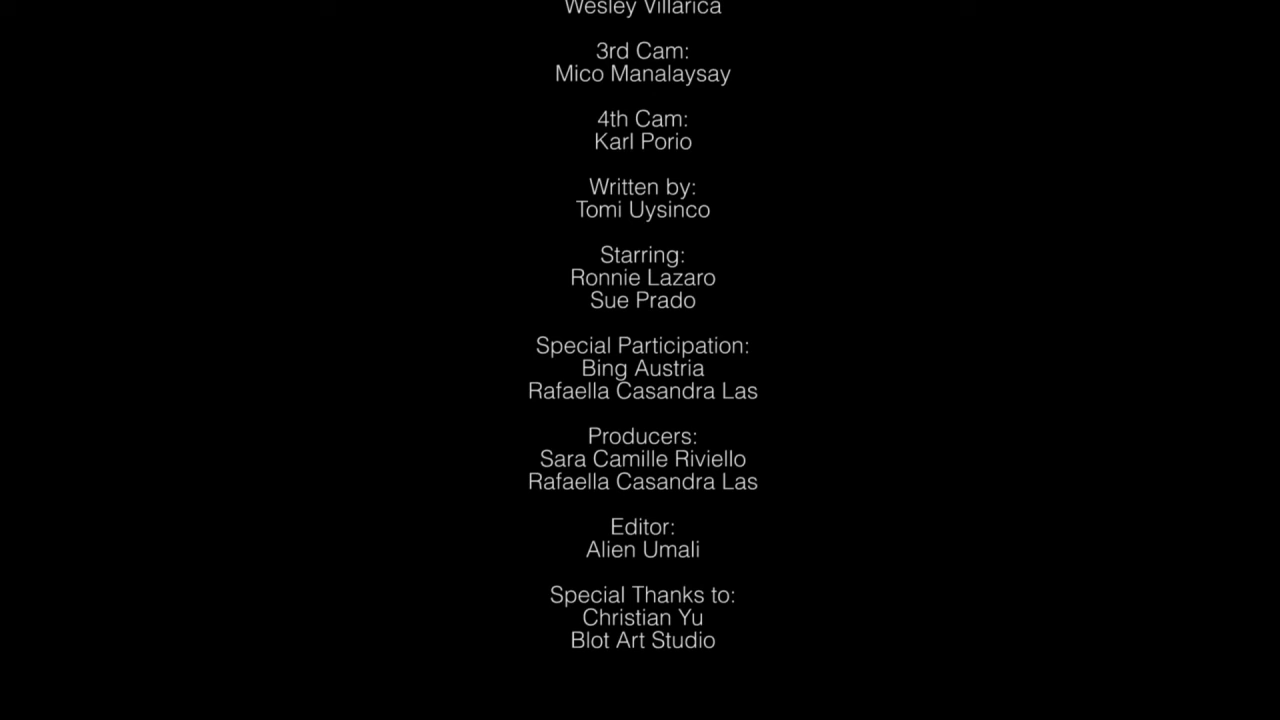 Wesley Villarica
3rd Cam:
Mico Manalaysay
4th Cam:
Karl Porio
Written by:
Tomi Uysinco
Starring:
Ronnie Lazaro
Sue Prado
Special Participation:
Bing Austria
Rafaella Casandra Las
Producers:
Sara Camille Riviello
Rafaella Casandra Las
Editor:
Alien Umali
Special Thanks to:
Christian Yu
Blot Art Studio